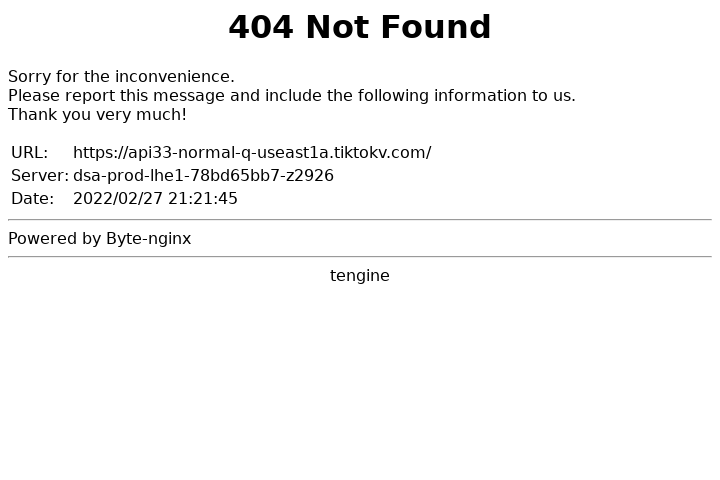 404 Not Found
Sorry for the inconvenience.
Please report this message and include the following information to us.
Thank you very much!
URL: https://api33-normal-q-useast1a.tiktokv.com/
Server: dsa-prod-lhe1-78bd65bb7-z2926
Date: 2022/02/27 21:21:45
Powered by Byte-nginx
tengine